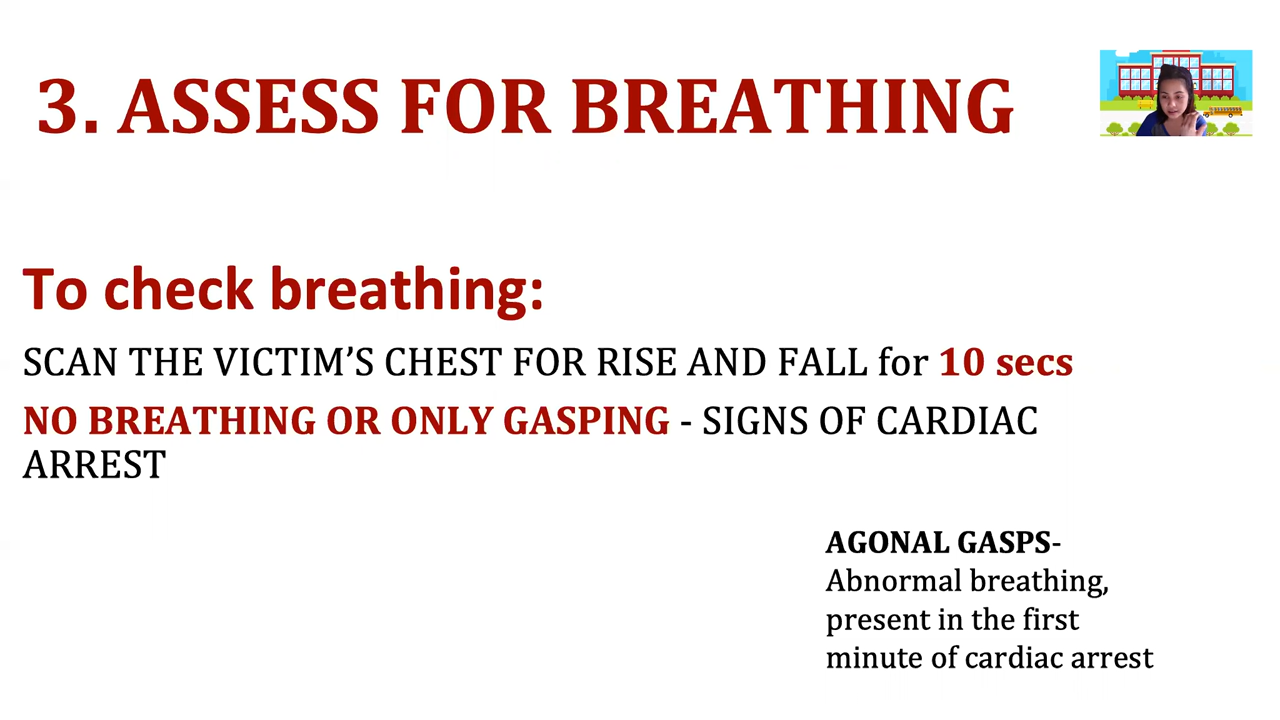 3. ASSESS FOR BREATHING
To check breathing:
SCAN THE VICTIM’S CHEST FOR RISE AND FALL for 10 secs
NO BREATHING OR ONLY GASPING - SIGNS OF CARDIAC
ARREST
AGONAL GASPS-
Abnormal breathing,
present in the first
minute of cardiac arrest